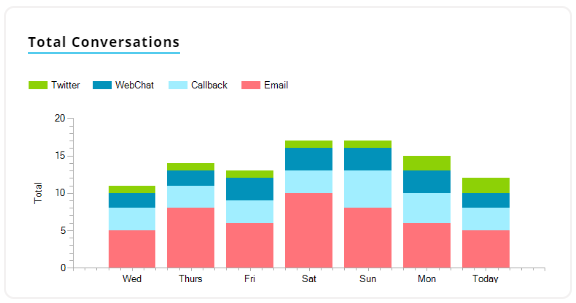 Total Conversations
Twitter WebChat Callback Email
20
15
10
5
0
Total
Wed Thurs Fri Sat Sun Mon Today